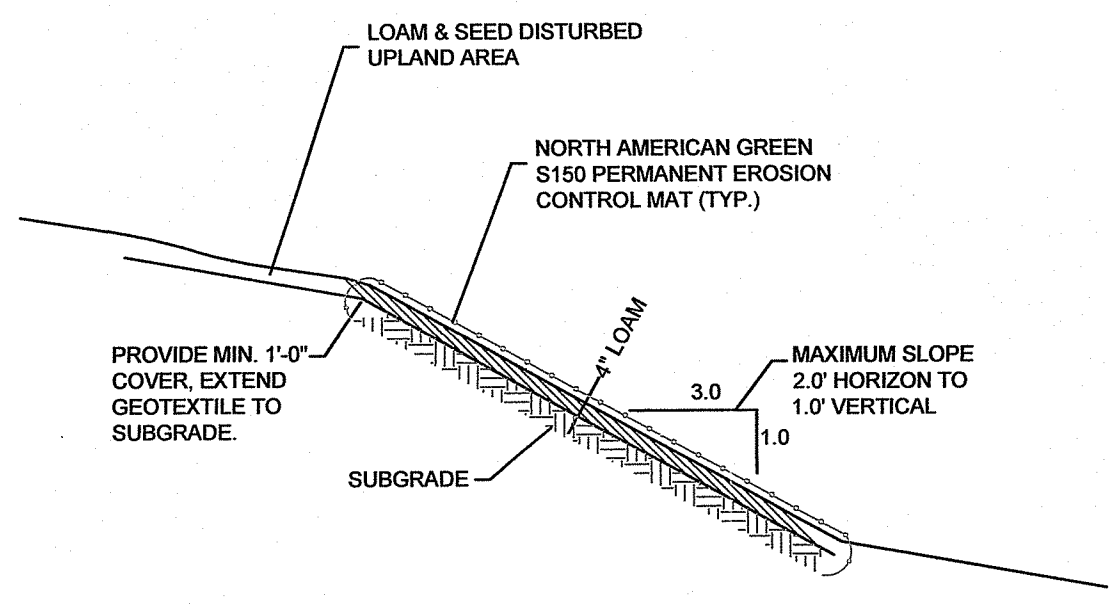 LOAM & SEED DISTURBED
UPLAND AREA
NORTH AMERICAN GREEN
S150 PERMANENT EROSION
CONTROL MAT (TYP.)
4" LOAM
PROVIDE MIN. 1'-0"
COVER, EXTEND
GEOTEXTILE TO
SUBGRADE.
3.0
1.0
MAXIMUM SLOPE
2.0' HORIZON TO
1.0' VERTICAL
SUBGRADE